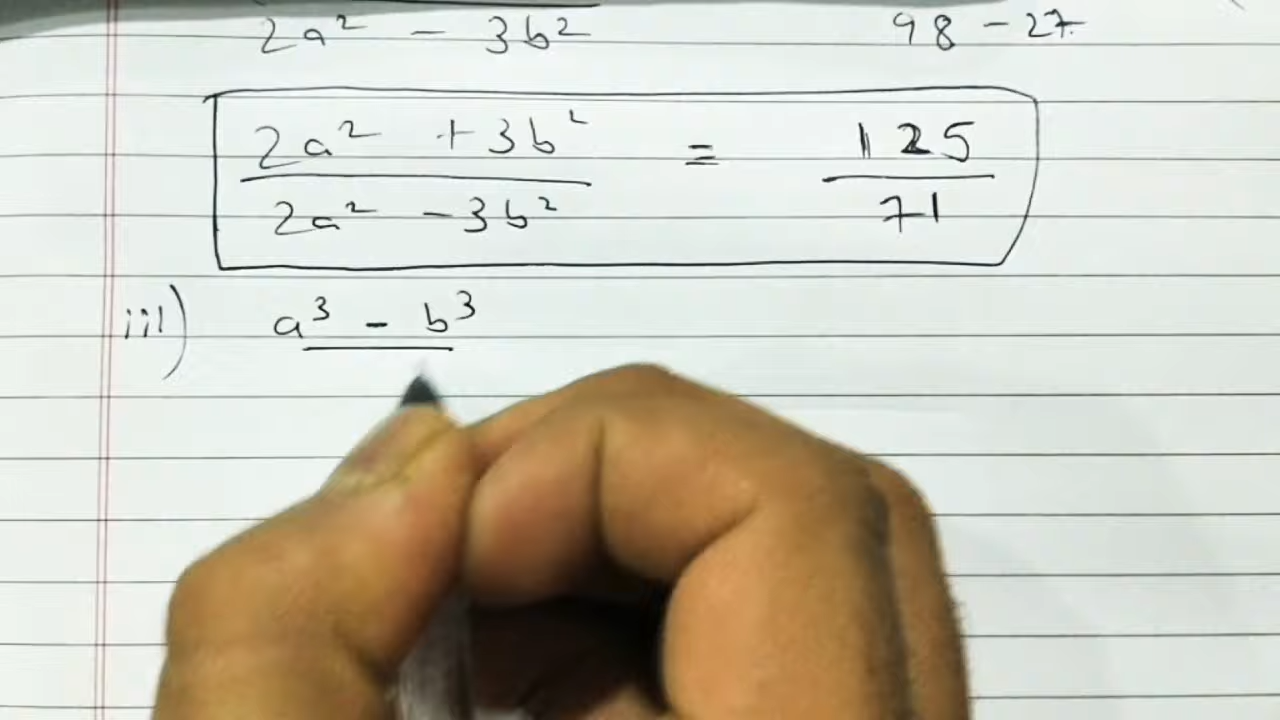 2a² - 3b² 98 - 27
2a² + 3b² = 125
2a² - 3b² 71
iii) a³ - b³